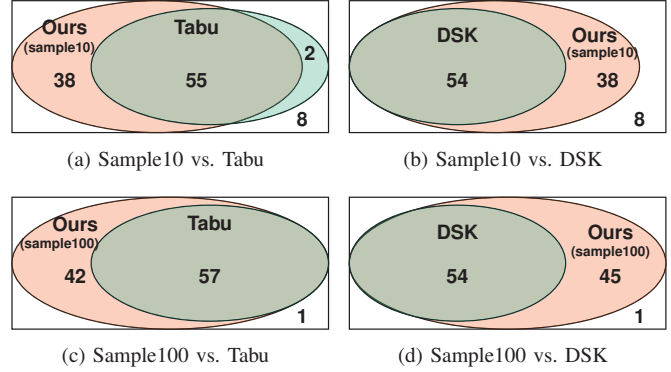 Ours
(sample10)
38
Tabu
55
2
8
(a) Sample10 vs. Tabu
DSK
54
Ours
(sample10)
38
8
(b) Sample10 vs. DSK
Ours
(sample100)
42
Tabu
57
1
(c) Sample100 vs. Tabu
DSK
54
Ours
(sample100)
45
1
(d) Sample100 vs. DSK